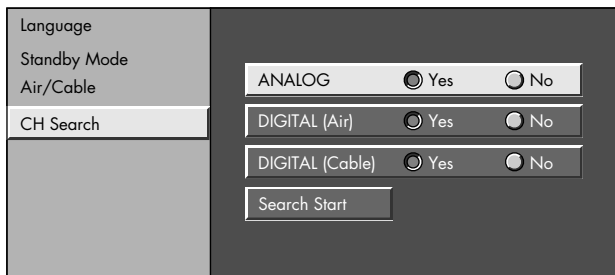 Language
Standby Mode
Air/Cable
CH Search
ANALOG Yes No
DIGITAL (Air) Yes No
DIGITAL (Cable) Yes No
Search Start